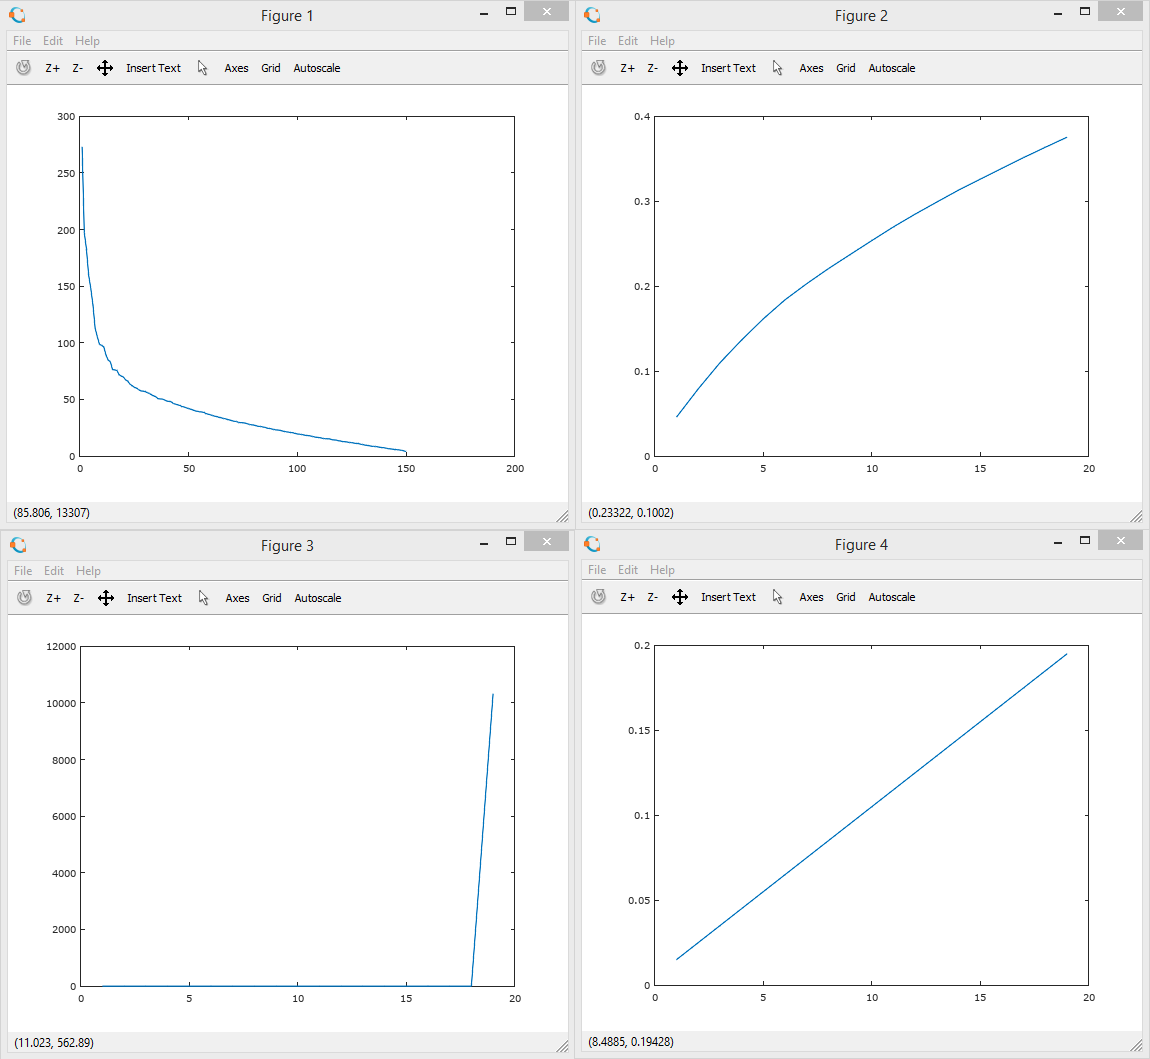 Figure 1
File Edit Help
Z+ Z- Insert Text Axes Grid Autoscale
300
250
200
150
100
50
0
0 50 100 150 200
(85.806, 13307)
Figure 2
File Edit Help
Z+ Z- Insert Text Axes Grid Autoscale
0.4
0.3
0.2
0.1
0
0 5 10 15 20
(0.23322, 0.1002)
Figure 3
File Edit Help
Z+ Z- Insert Text Axes Grid Autoscale
12000
10000
8000
6000
4000
2000
0
0 5 10 15 20
(11.023, 562.89)
Figure 4
File Edit Help
Z+ Z- Insert Text Axes Grid Autoscale
0.2
0.15
0.1
0.05
0
0 5 10 15 20
(8.4885, 0.19428)